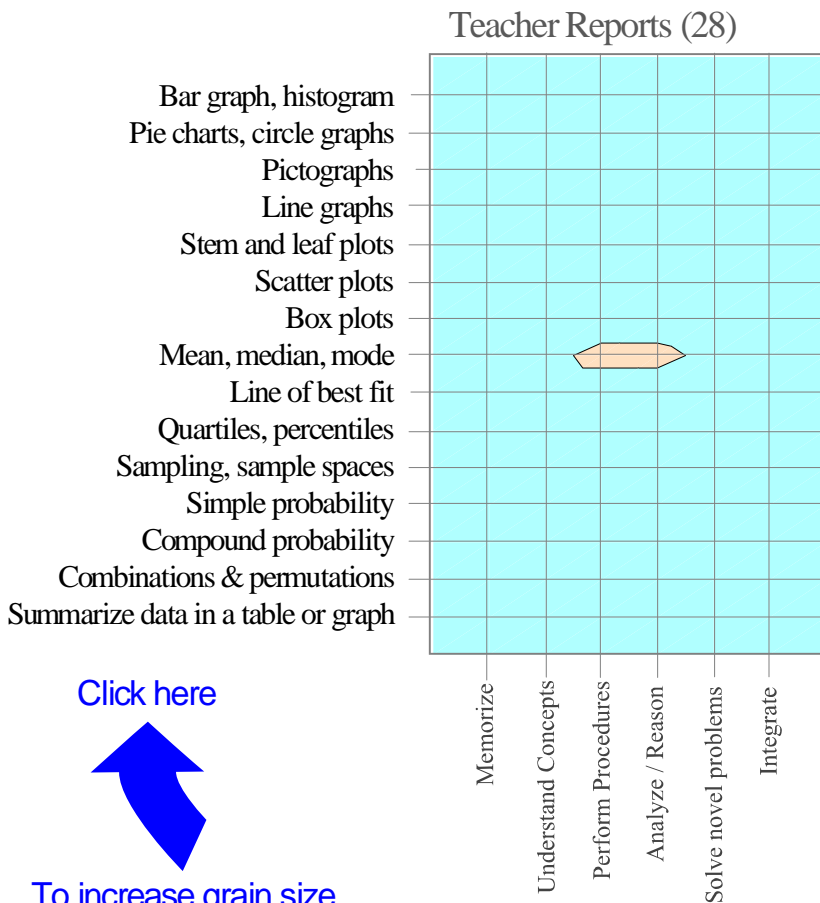 Teacher Reports (28)
Bar graph, histogram
Pie charts, circle graphs
Pictographs
Line graphs
Stem and leaf plots
Scatter plots
Box plots
Mean, median, mode
Line of best fit
Quartiles, percentiles
Sampling, sample spaces
Simple probability
Compound probability
Combinations & permutations
Summarize data in a table or graph
Memorize
Understand Concepts
Perform Procedures
Analyze / Reason
Solve novel problems
Integrate
Click here
To increase grain size